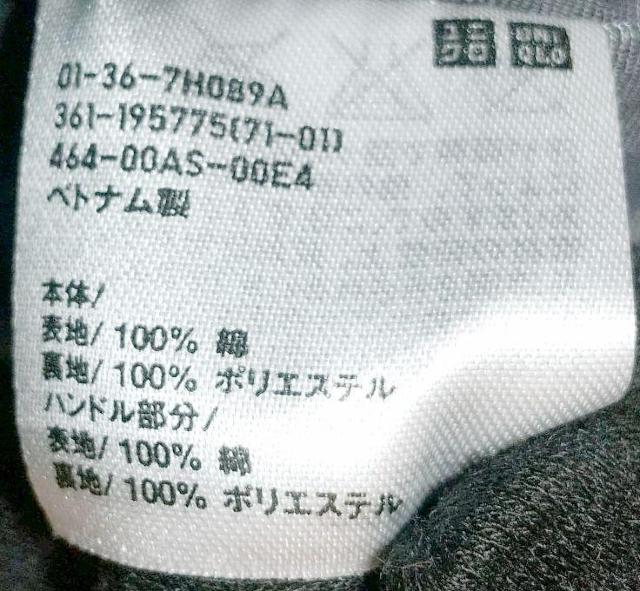 ユニ
クロ
UNI
QLO
01-36-7H089A
361-195775(71-01)
464-00AS-00E4
ベトナム製
本体/
表地/ 100% 綿
裏地/ 100% ポリエステル
ハンドル部分/
表地/ 100% 綿
裏地/ 100% ポリエステル